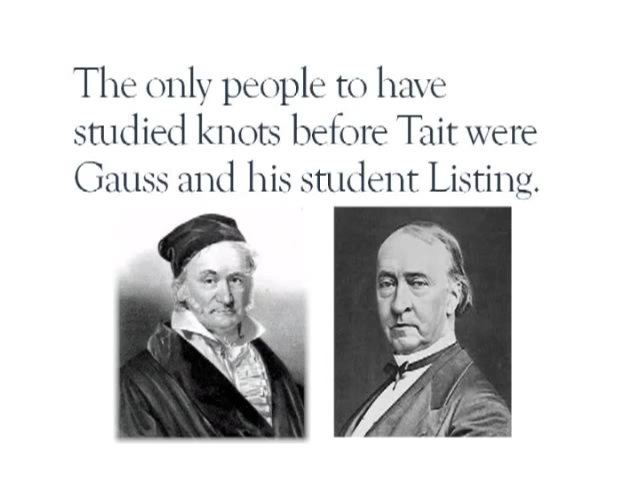 The only people to have
studied knots before Tait were
Gauss and his student Listing.